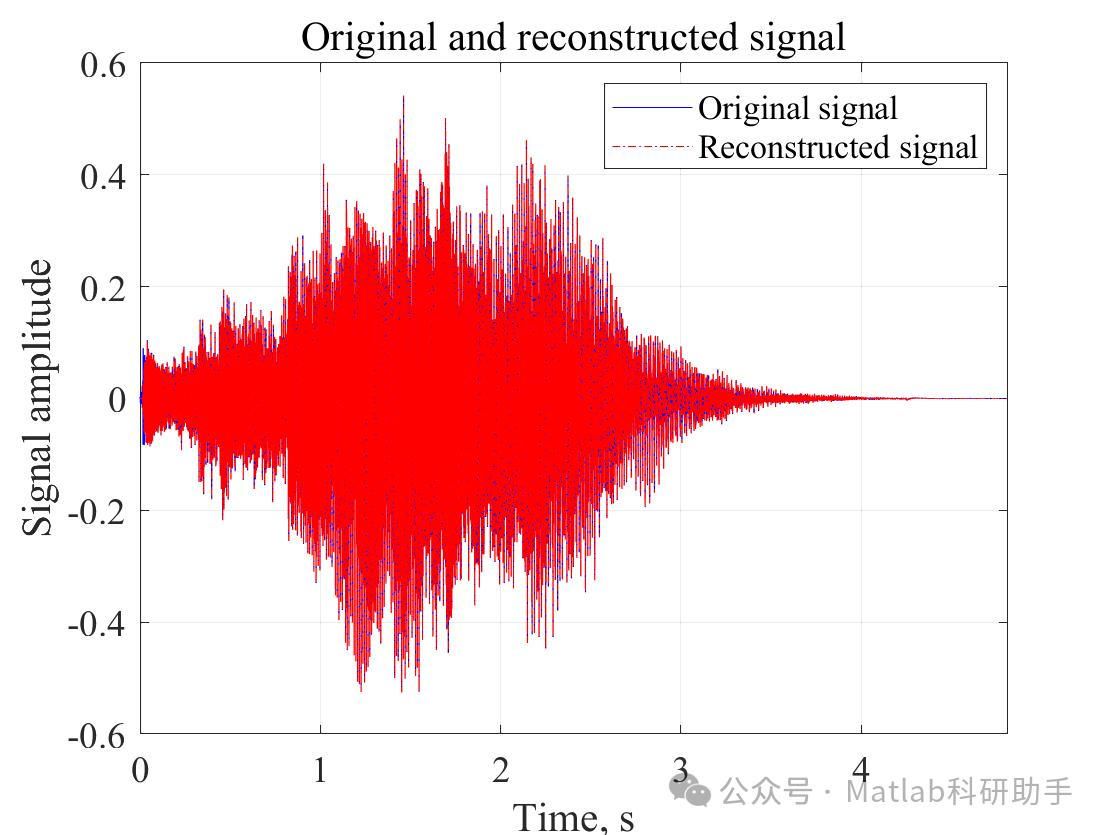 Original and reconstructed signal
Original signal
Reconstructed signal
Signal amplitude
0.6
0.4
0.2
0
-0.2
-0.4
-0.6
0 1 2 3 4
Time, s
公众号 · Matlab科研助手